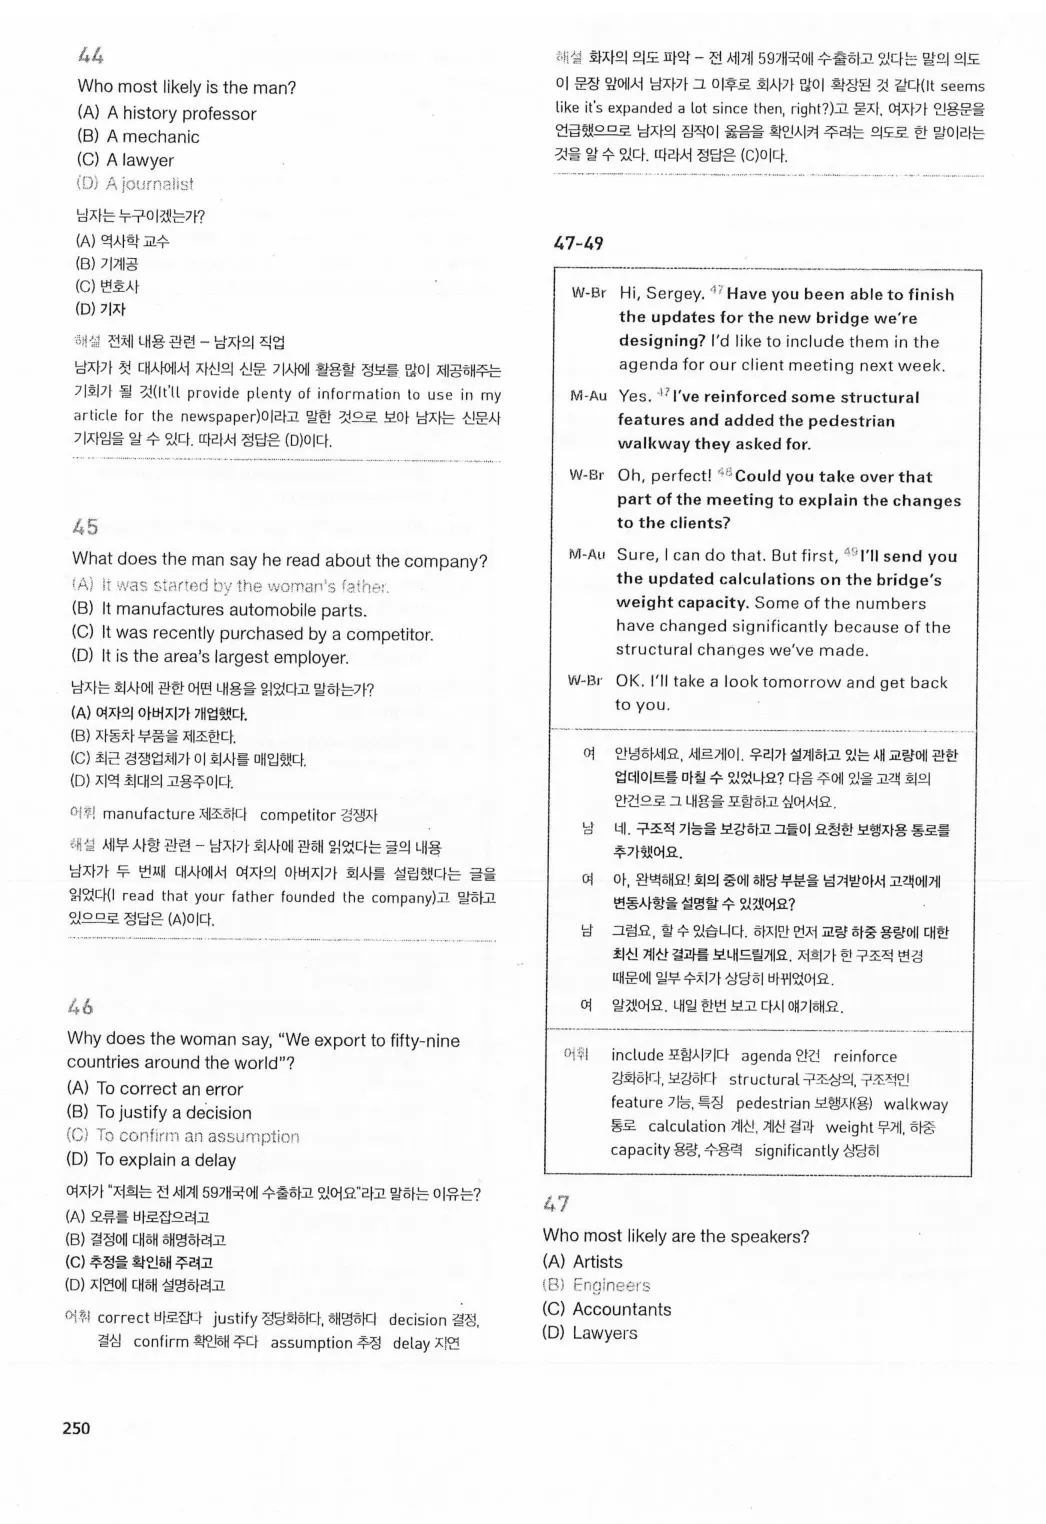 44
Who most likely is the man?
(A) A history professor
(B) A mechanic
(C) A lawyer
(D) A journalist
남자는 누구이겠는가?
(A) 역사학 교수
(B) 기계공
(C) 변호사
(D) 기자
해설 전체 내용 관련 – 남자의 직업
남자가 첫 대사에서 자신의 신문 기사에 활용할 정보를 많이 제공해주는
기회가 될 것(It'll provide plenty of information to use in my
article for the newspaper)이라고 말한 것으로 보아 남자는 신문사
기자임을 알 수 있다. 따라서 정답은 (D)이다.
45
What does the man say he read about the company?
(A) It was started by the woman's father.
(B) It manufactures automobile parts.
(C) It was recently purchased by a competitor.
(D) It is the area's largest employer.
남자는 회사에 관한 어떤 내용을 읽었다고 말하는가?
(A) 여자의 아버지가 개업했다.
(B) 자동차 부품을 제조한다.
(C) 최근 경쟁업체가 이 회사를 매입했다.
(D) 지역 최대의 고용주이다.
어휘 manufacture 제조하다 competitor 경쟁자
해설 세부 사항 관련 – 남자가 회사에 관해 읽었다는 글의 내용
남자가 두 번째 대사에서 여자의 아버지가 회사를 설립했다는 글을
읽었다(I read that your father founded the company)고 말하고
있으므로 정답은 (A)이다.
46
Why does the woman say, “We export to fifty-nine
countries around the world”?
(A) To correct an error
(B) To justify a decision
(C) To confirm an assumption
(D) To explain a delay
여자가 "저희는 전 세계 59개국에 수출하고 있어요"라고 말하는 이유는?
(A) 오류를 바로잡으려고
(B) 결정에 대해 해명하려고
(C) 추정을 확인해 주려고
(D) 지연에 대해 설명하려고
어휘 correct 바로잡다 justify 정당화하다, 해명하다 decision 결정,
결심 confirm 확인해 주다 assumption 추정 delay 지연
250
해설 화자의 의도 파악 – 전 세계 59개국에 수출하고 있다는 말의 의도
이 문장 앞에서 남자가 그 이후로 회사가 많이 확장된 것 같다(It seems
like it's expanded a lot since then, right?)고 묻자, 여자가 인용문을
언급했으므로 남자의 짐작이 옳음을 확인시켜 주려는 의도로 한 말이라는
것을 알 수 있다. 따라서 정답은 (C)이다.
47-49
W-Br Hi, Sergey. 47 Have you been able to finish
the updates for the new bridge we're
designing? I'd like to include them in the
agenda for our client meeting next week.
M-Au Yes. 47 I've reinforced some structural
features and added the pedestrian
walkway they asked for.
W-Br Oh, perfect! 48 Could you take over that
part of the meeting to explain the changes
to the clients?
M-Au Sure, I can do that. But first, 49 I'll send you
the updated calculations on the bridge's
weight capacity. Some of the numbers
have changed significantly because of the
structural changes we've made.
W-Br OK. I'll take a look tomorrow and get back
to you.
여 안녕하세요, 세르게이. 우리가 설계하고 있는 새 교량에 관한
업데이트를 마칠 수 있었나요? 다음 주에 있을 고객 회의
안건으로 그 내용을 포함하고 싶어서요.
남 네. 구조적 기능을 보강하고 그들이 요청한 보행자용 통로를
추가했어요.
여 아, 완벽해요! 회의 중에 해당 부분을 넘겨받아서 고객에게
변동사항을 설명할 수 있겠어요?
남 그럼요, 할 수 있습니다. 하지만 먼저 교량 하중 용량에 대한
최신 계산 결과를 보내드릴게요. 저희가 한 구조적 변경
때문에 일부 수치가 상당히 바뀌었어요.
여 알겠어요. 내일 한번 보고 다시 얘기해요.
어휘 include 포함시키다 agenda 안건 reinforce
강화하다, 보강하다 structural 구조상의, 구조적인
feature 기능, 특징 pedestrian 보행자(용) walkway
통로 calculation 계산, 계산 결과 weight 무게, 하중
capacity 용량, 수용력 significantly 상당히
47
Who most likely are the speakers?
(A) Artists
(B) Engineers
(C) Accountants
(D) Lawyers